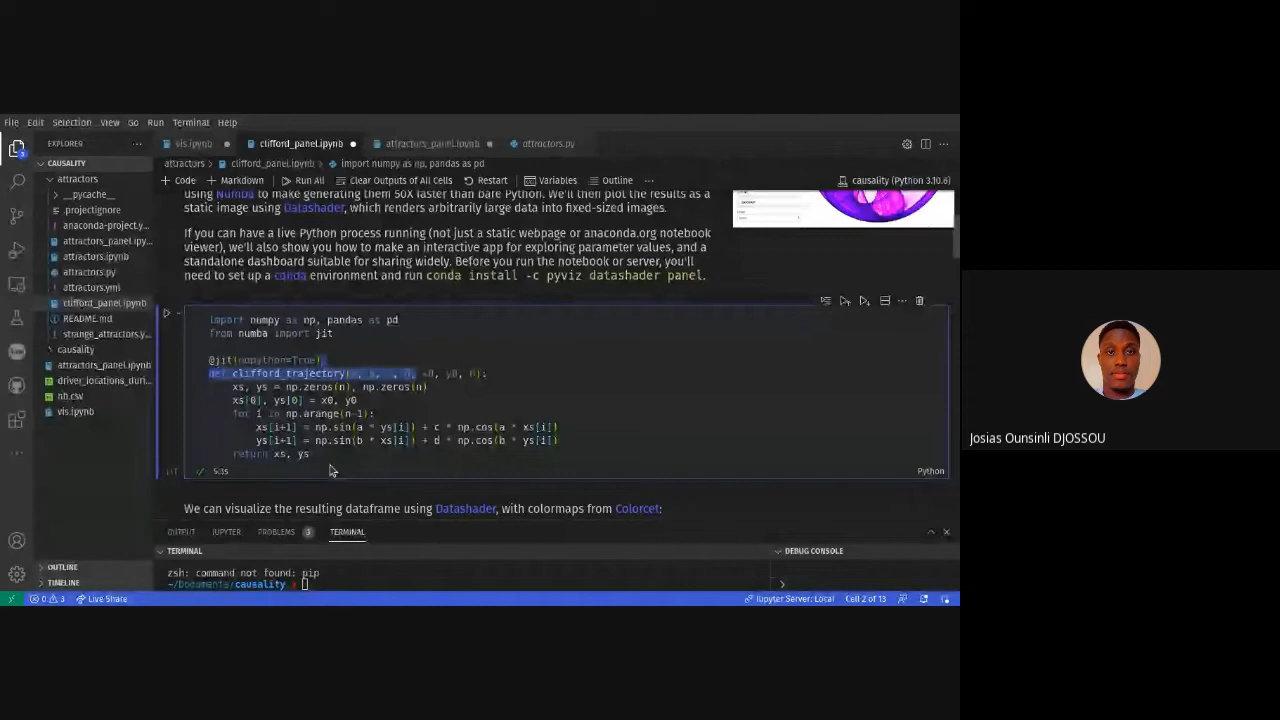 File Edit Selection View Go Run Terminal Help
EXPLORER
vis.ipynb
clifford_panel.ipynb
attractors_panel.ipynb
attractors.py
CAUSALITY
attractors > clifford_panel.ipynb > import numpy as np, pandas as pd
+ Code + Markdown Run All Clear Outputs of All Cells Restart Variables Outline
causality (Python 3.10.6)
attractors
__pycache__
.projectignore
anaconda-project.y...
attractors_panel.ipy...
attractors.ipynb
attractors.py
attractors.yml
clifford_panel.ipynb
README.md
strange_attractors.y...
causality
attractors_panel.ipynb
driver_locations_duri...
nb.csv
vis.ipynb
OUTLINE
TIMELINE
using Numba to make generating them 50X faster than bare Python. We'll then plot the results as a
static image using Datashader, which renders arbitrarily large data into fixed-sized images.
If you can have a live Python process running (not just a static webpage or anaconda.org notebook
viewer), we'll also show you how to make an interactive app for exploring parameter values, and a
standalone dashboard suitable for sharing widely. Before you run the notebook or server, you'll
need to set up a conda environment and run conda install -c pyviz datashader panel.
import numpy as np, pandas as pd
from numba import jit
@jit(nopython=True)
def clifford_trajectory(
y0, n):
xs, ys = np.zeros(n), np.zeros(n)
xs[0], ys[0] = x0, y0
for i in np.arange(n-1):
xs[i+1] = np.sin(a * ys[i]) + c * np.cos(a * xs[i])
ys[i+1] = np.sin(b * xs[i]) + d * np.cos(b * ys[i])
return xs, ys
Python
We can visualize the resulting dataframe using Datashader, with colormaps from Colorcet:
OUTPUT JUPYTER PROBLEMS 3 TERMINAL
TERMINAL
DEBUG CONSOLE
zsh: command not found: pip
~/Documents/causality
0 3 Live Share
Jupyter Server: Local Cell 2 of 13
Josias Ounsinli DJOSSOU